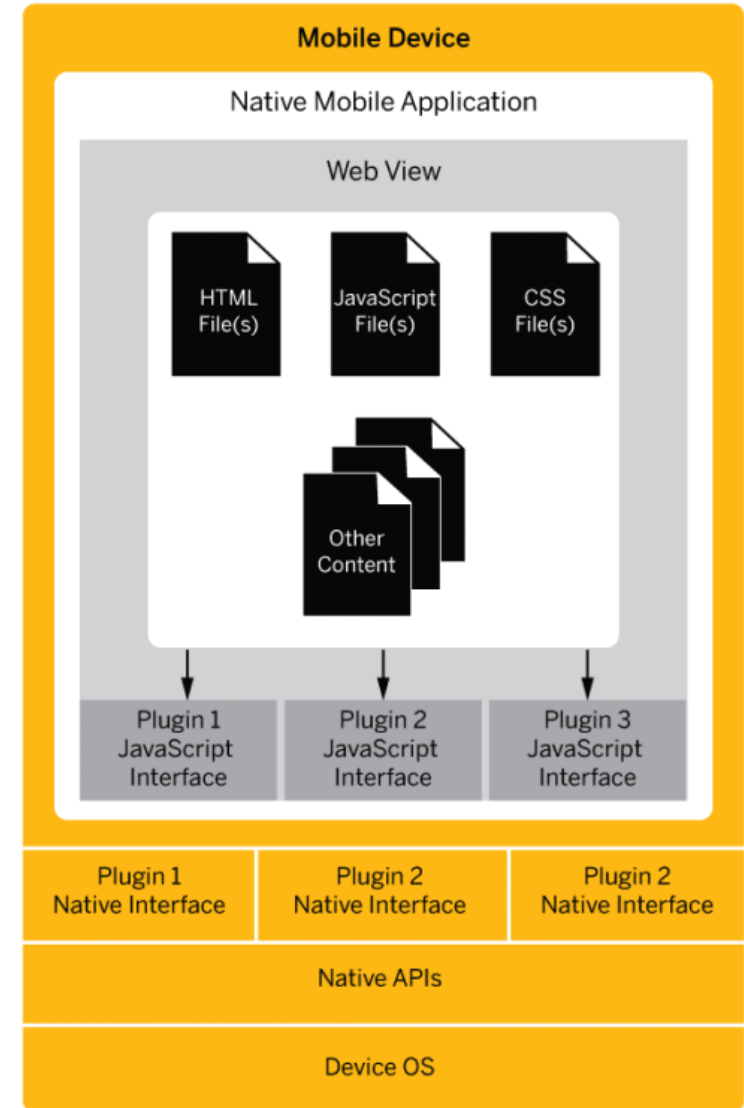 Mobile Device
Native Mobile Application
Web View
HTML
File(s)
JavaScript
File(s)
CSS
File(s)
Other
Content
Plugin 1
JavaScript
Interface
Plugin 2
JavaScript
Interface
Plugin 3
JavaScript
Interface
Plugin 1
Native Interface
Plugin 2
Native Interface
Plugin 2
Native Interface
Native APIs
Device OS